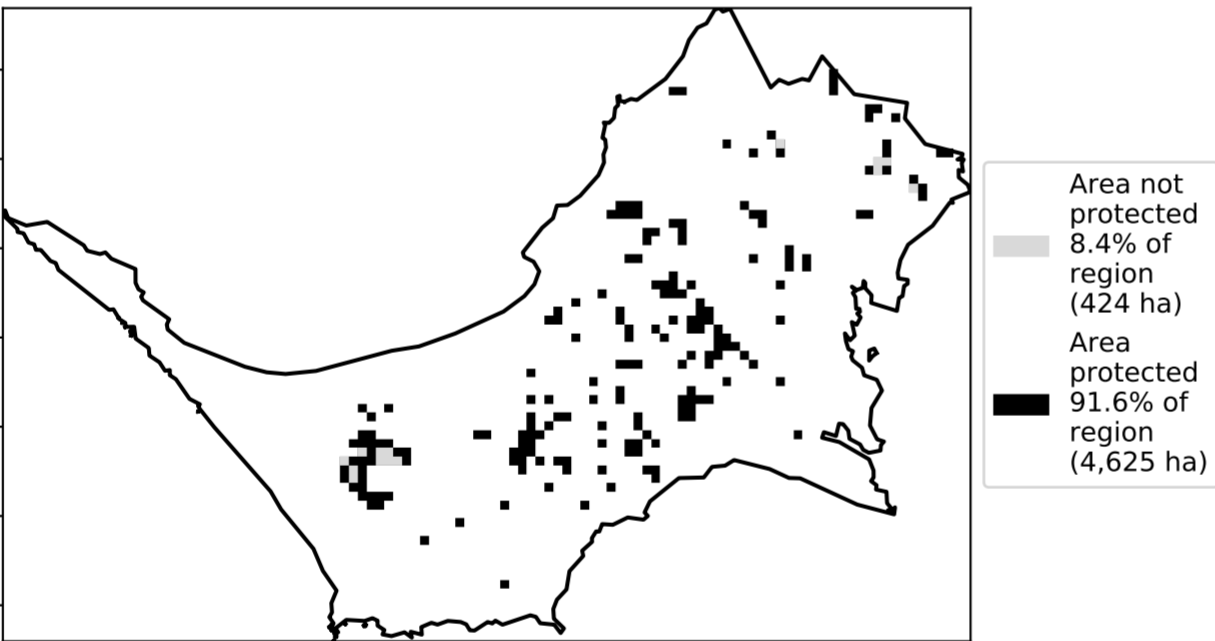 Area not
protected
8.4% of
region
(424 ha)
Area
protected
91.6% of
region
(4,625 ha)